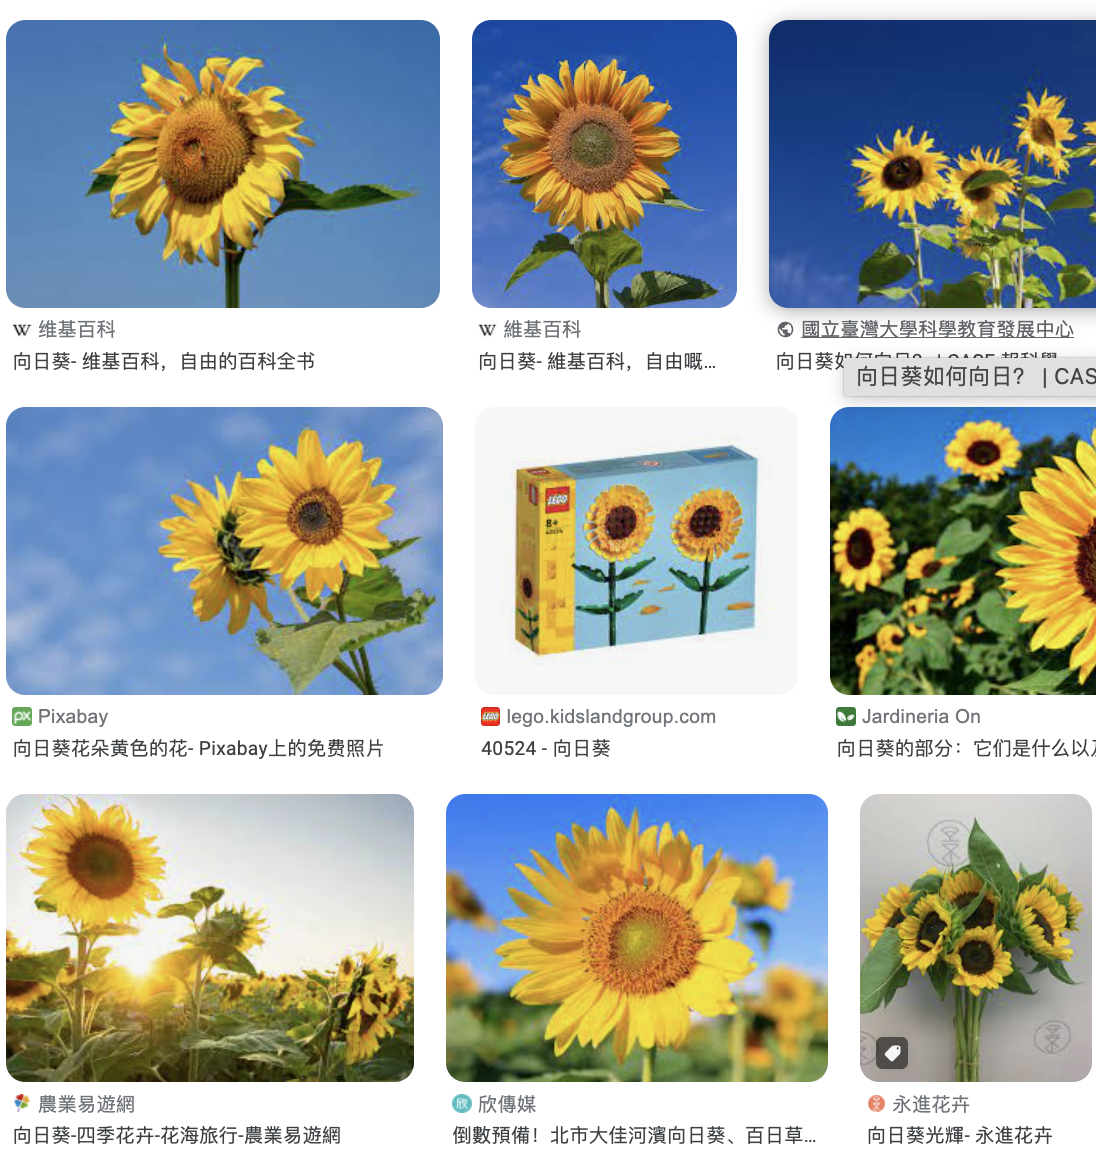 维基百科
向日葵- 维基百科，自由的百科全书
維基百科
向日葵- 維基百科，自由嘅...
國立臺灣大學科學教育發展中心
向日葵如何向日？ | CASE 報科學
向日葵如何向日？ | CAS
LEGO
8+
40524
Pixabay
向日葵花朵黄色的花- Pixabay上的免费照片
lego.kidslandgroup.com
40524 - 向日葵
Jardineria On
向日葵的部分：它们是什么以及
農業易遊網
向日葵-四季花卉-花海旅行-農業易遊網
欣傳媒
倒數預備！北市大佳河濱向日葵、百日草...
永進花卉
向日葵光輝- 永進花卉